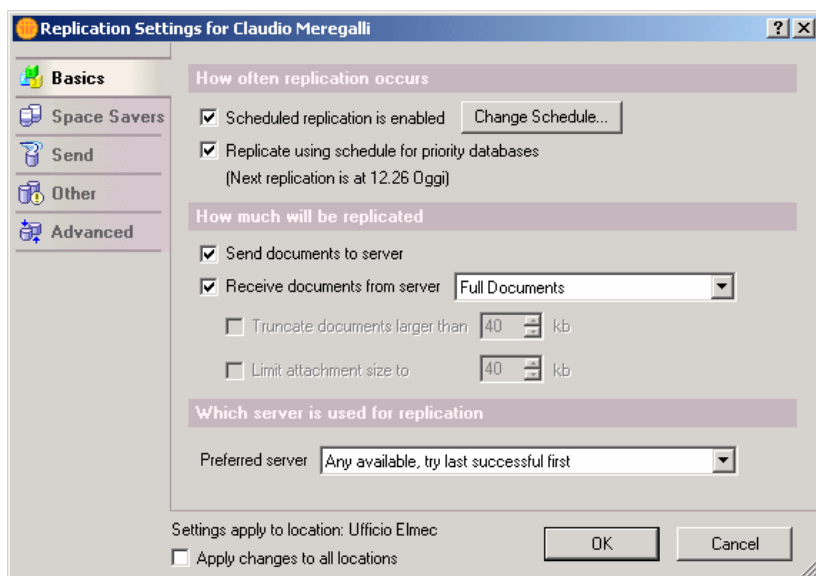 Replication Settings for Claudio Meregalli
Basics
Space Savers
Send
Other
Advanced
How often replication occurs
Scheduled replication is enabled
Change Schedule...
Replicate using schedule for priority databases
(Next replication is at 12.26 Oggi)
How much will be replicated
Send documents to server
Receive documents from server
Full Documents
Truncate documents larger than 40 kb
Limit attachment size to 40 kb
Which server is used for replication
Preferred server Any available, try last successful first
Settings apply to location: Ufficio Elmec
Apply changes to all locations
OK
Cancel